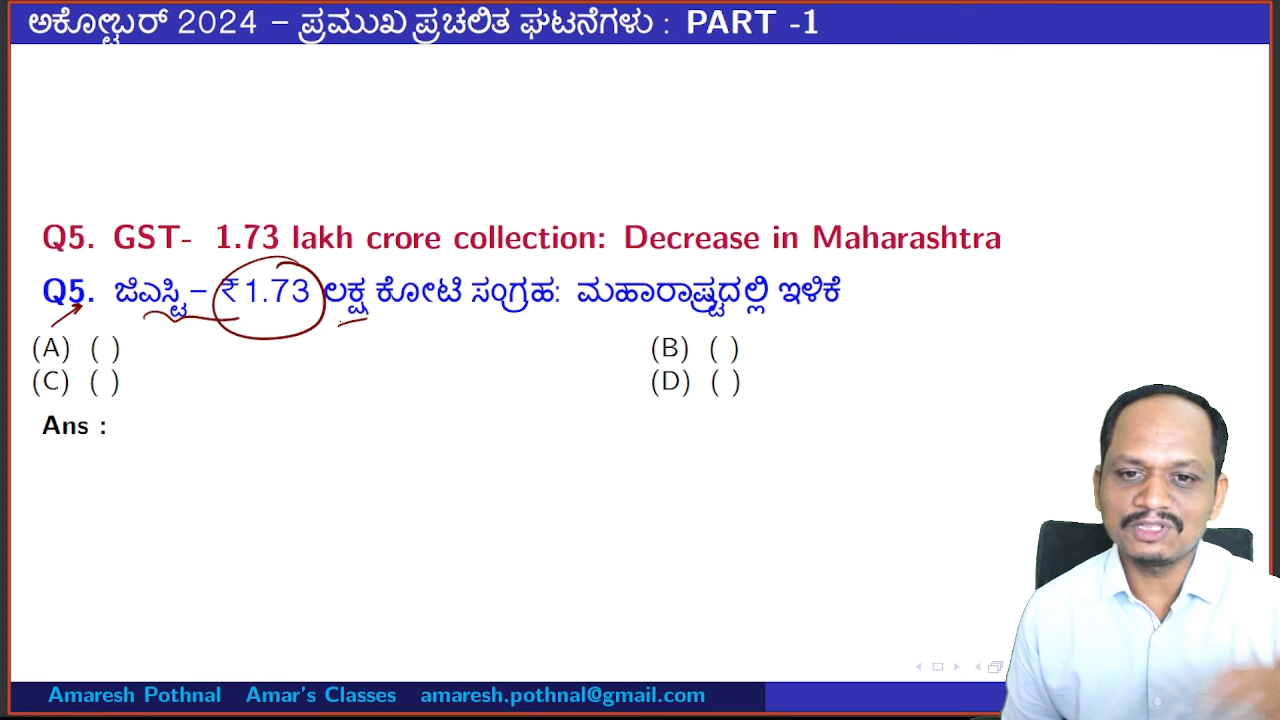 ಅಕ್ಟೋಬರ್ 2024 – ಪ್ರಮುಖ ಪ್ರಚಲಿತ ಘಟನೆಗಳು : PART -1
Q5. GST- 1.73 lakh crore collection: Decrease in Maharashtra
Q5. ಜಿಎಸ್ಟಿ – ₹1.73 ಲಕ್ಷ ಕೋಟಿ ಸಂಗ್ರಹ: ಮಹಾರಾಷ್ಟ್ರದಲ್ಲಿ ಇಳಿಕೆ
(A) ( ) (B) ( )
(C) ( ) (D) ( )
Ans :
Amaresh Pothnal Amar's Classes amaresh.pothnal@gmail.com